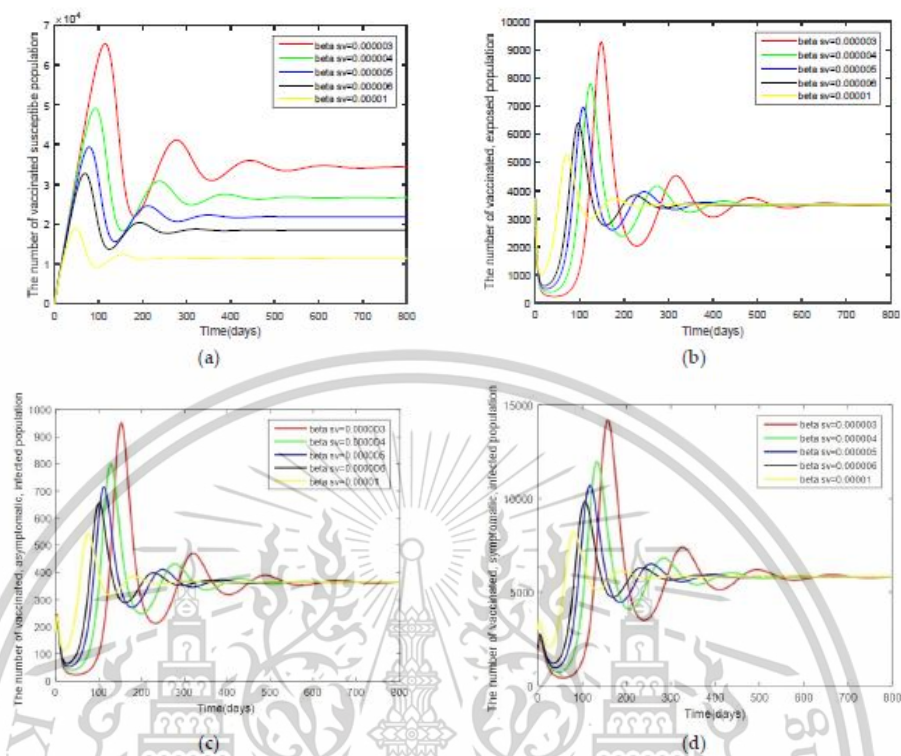 × 10⁴
The number of vaccinated susceptibe population
7
6
5
4
3
2
1
0
beta sv=0.000003
beta sv=0.000004
beta sv=0.000005
beta sv=0.000006
beta sv=0.00001
0 100 200 300 400 500 600 700 800
Time(days)
(a)
The number of vaccinated, exposed population
10000
9000
8000
7000
6000
5000
4000
3000
2000
1000
0
beta sv=0.000003
beta sv=0.000004
beta sv=0.000005
beta sv=0.000006
beta sv=0.00001
0 100 200 300 400 500 600 700 800
Time(days)
(b)
The number of vaccinated, asymptomatic, infected population
1000
900
800
700
600
500
400
300
200
100
0
beta sv=0.000003
beta sv=0.000004
beta sv=0.000005
beta sv=0.000006
beta sv=0.00001
0 100 200 300 400 500 600 700 800
Time(days)
(c)
The number of vaccinated, symptomatic, infected population
15000
10000
5000
0
beta sv=0.000003
beta sv=0.000004
beta sv=0.000005
beta sv=0.000006
beta sv=0.00001
0 100 200 300 400 500 600 700 800
Time(days)
(d)